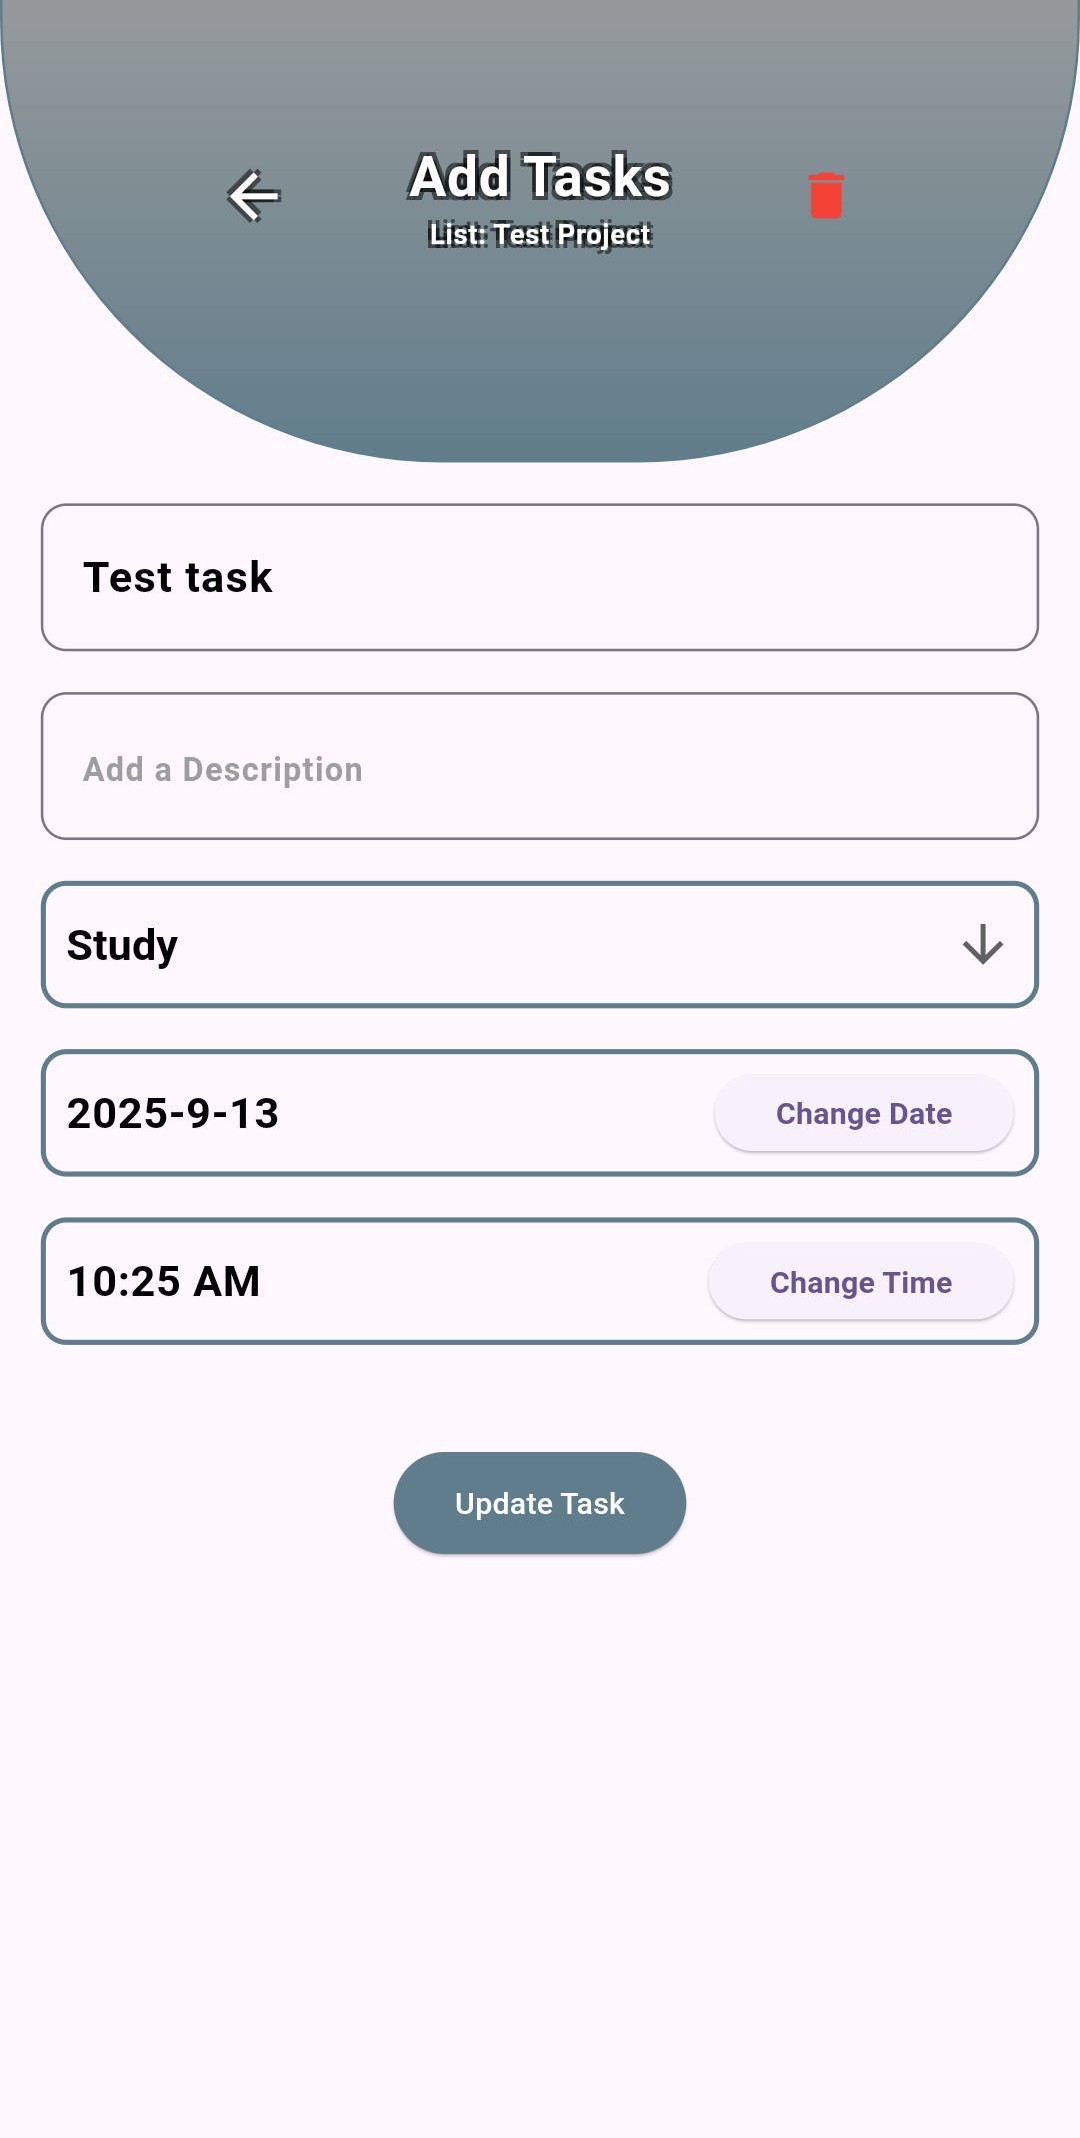 Add Tasks
List: Test Project
Test task
Add a Description
Study
2025-9-13
Change Date
10:25 AM
Change Time
Update Task